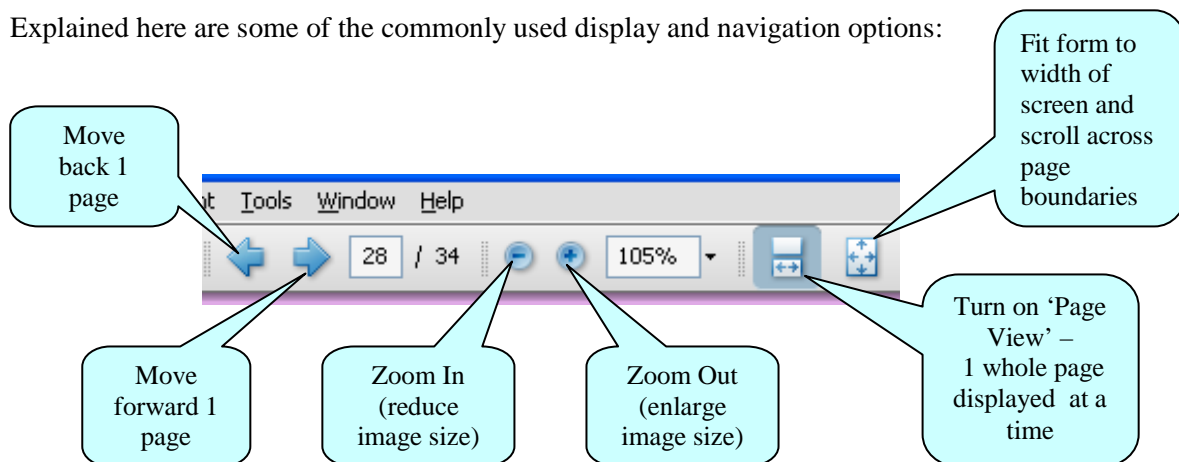 Explained here are some of the commonly used display and navigation options:
Fit form to
width of
screen and
scroll across
page
boundaries
Move
back 1
page
Tools Window Help
28 / 34 105%
Turn on ‘Page
View’ –
1 whole page
displayed at a
time
Move
forward 1
page
Zoom In
(reduce
image size)
Zoom Out
(enlarge
image size)